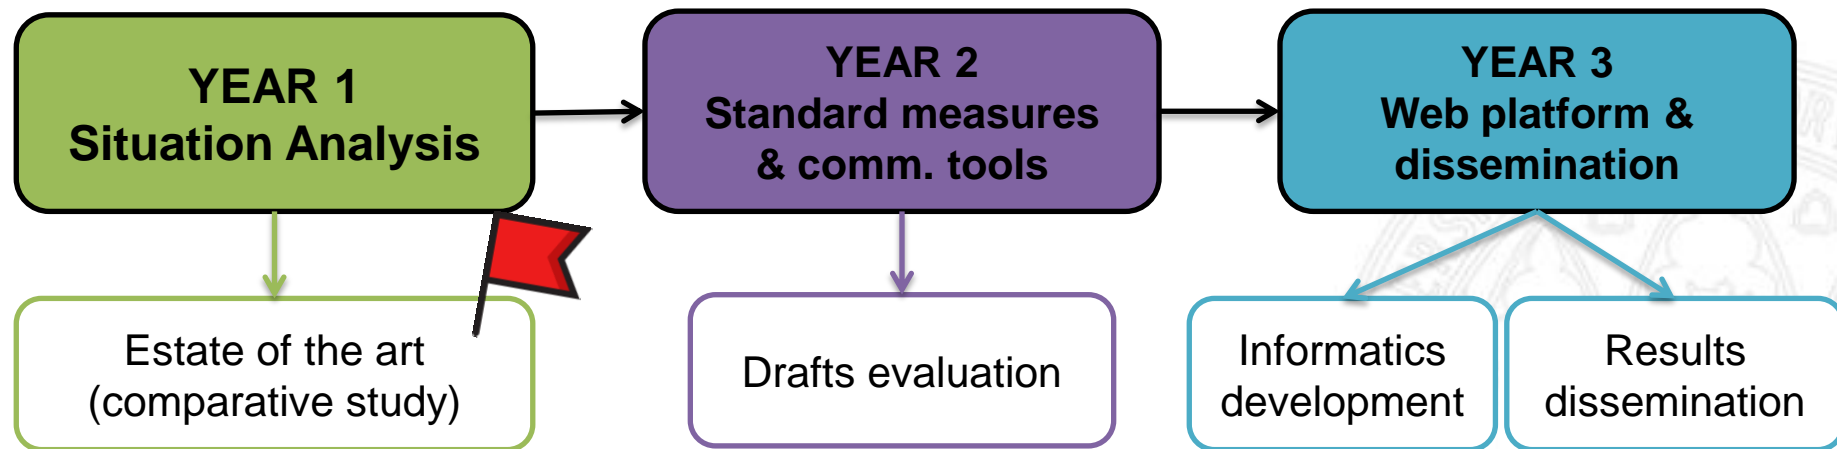 YEAR 1
Situation Analysis
YEAR 2
Standard measures
& comm. tools
YEAR 3
Web platform &
dissemination
Estate of the art
(comparative study)
Drafts evaluation
Informatics
development
Results
dissemination